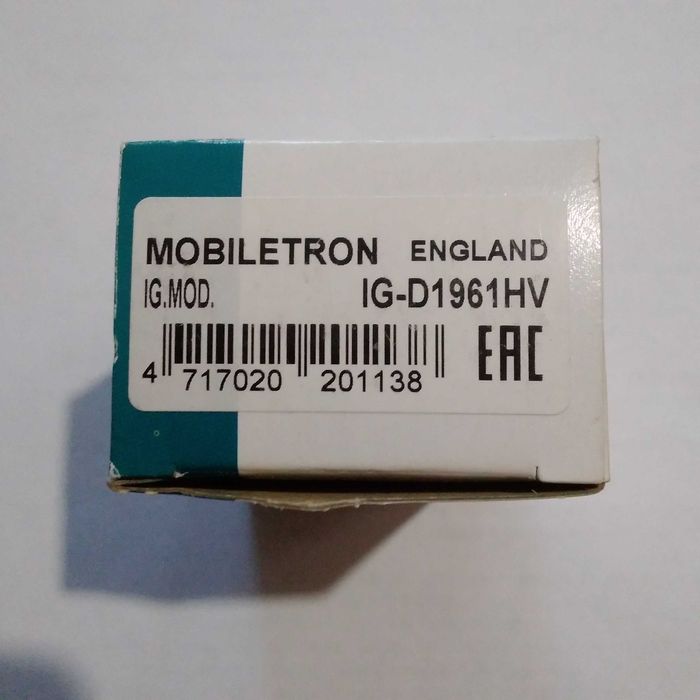 MOBILETRON ENGLAND
IG.MOD. IG-D1961HV
4 717020 201138 EAC